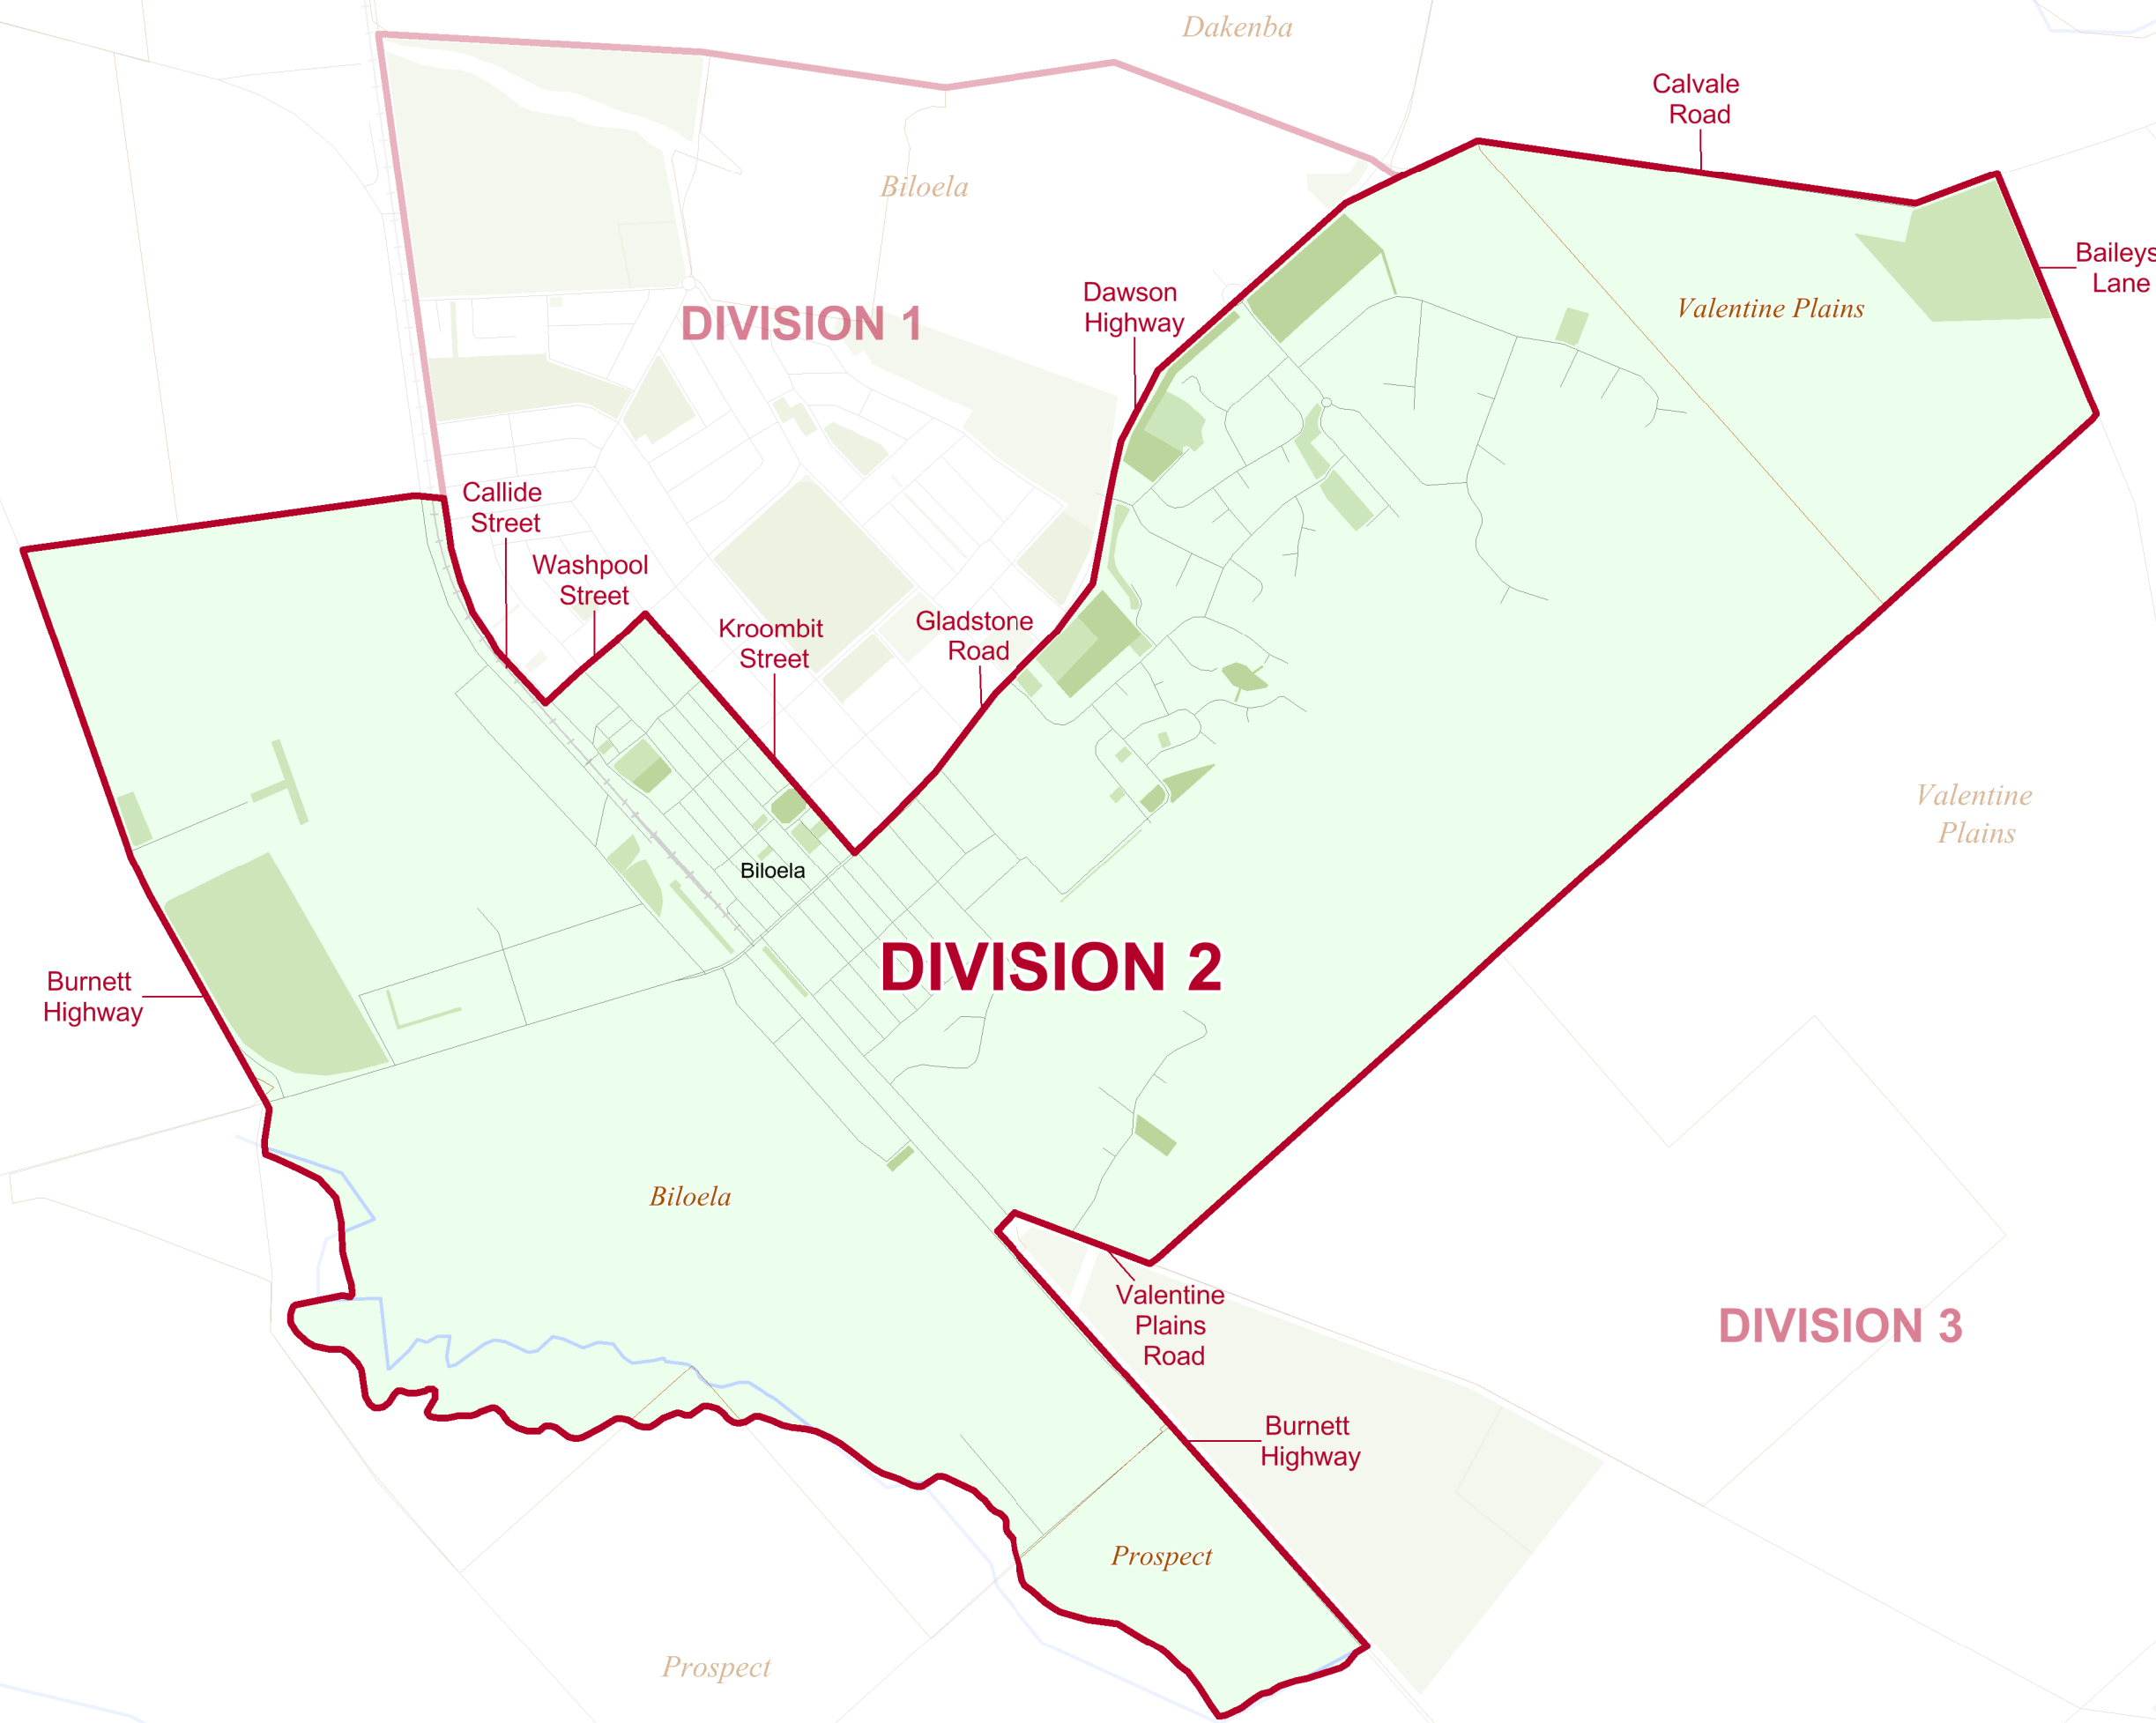 Dakenba
Calvale
Road
Biloela
Baileys
Lane
Dawson
Highway
Valentine Plains
DIVISION 1
Callide
Street
Washpool
Street
Kroombit
Street
Gladstone
Road
Valentine
Plains
Biloela
DIVISION 2
Burnett
Highway
Biloela
Valentine
Plains
Road
DIVISION 3
Burnett
Highway
Prospect
Prospect